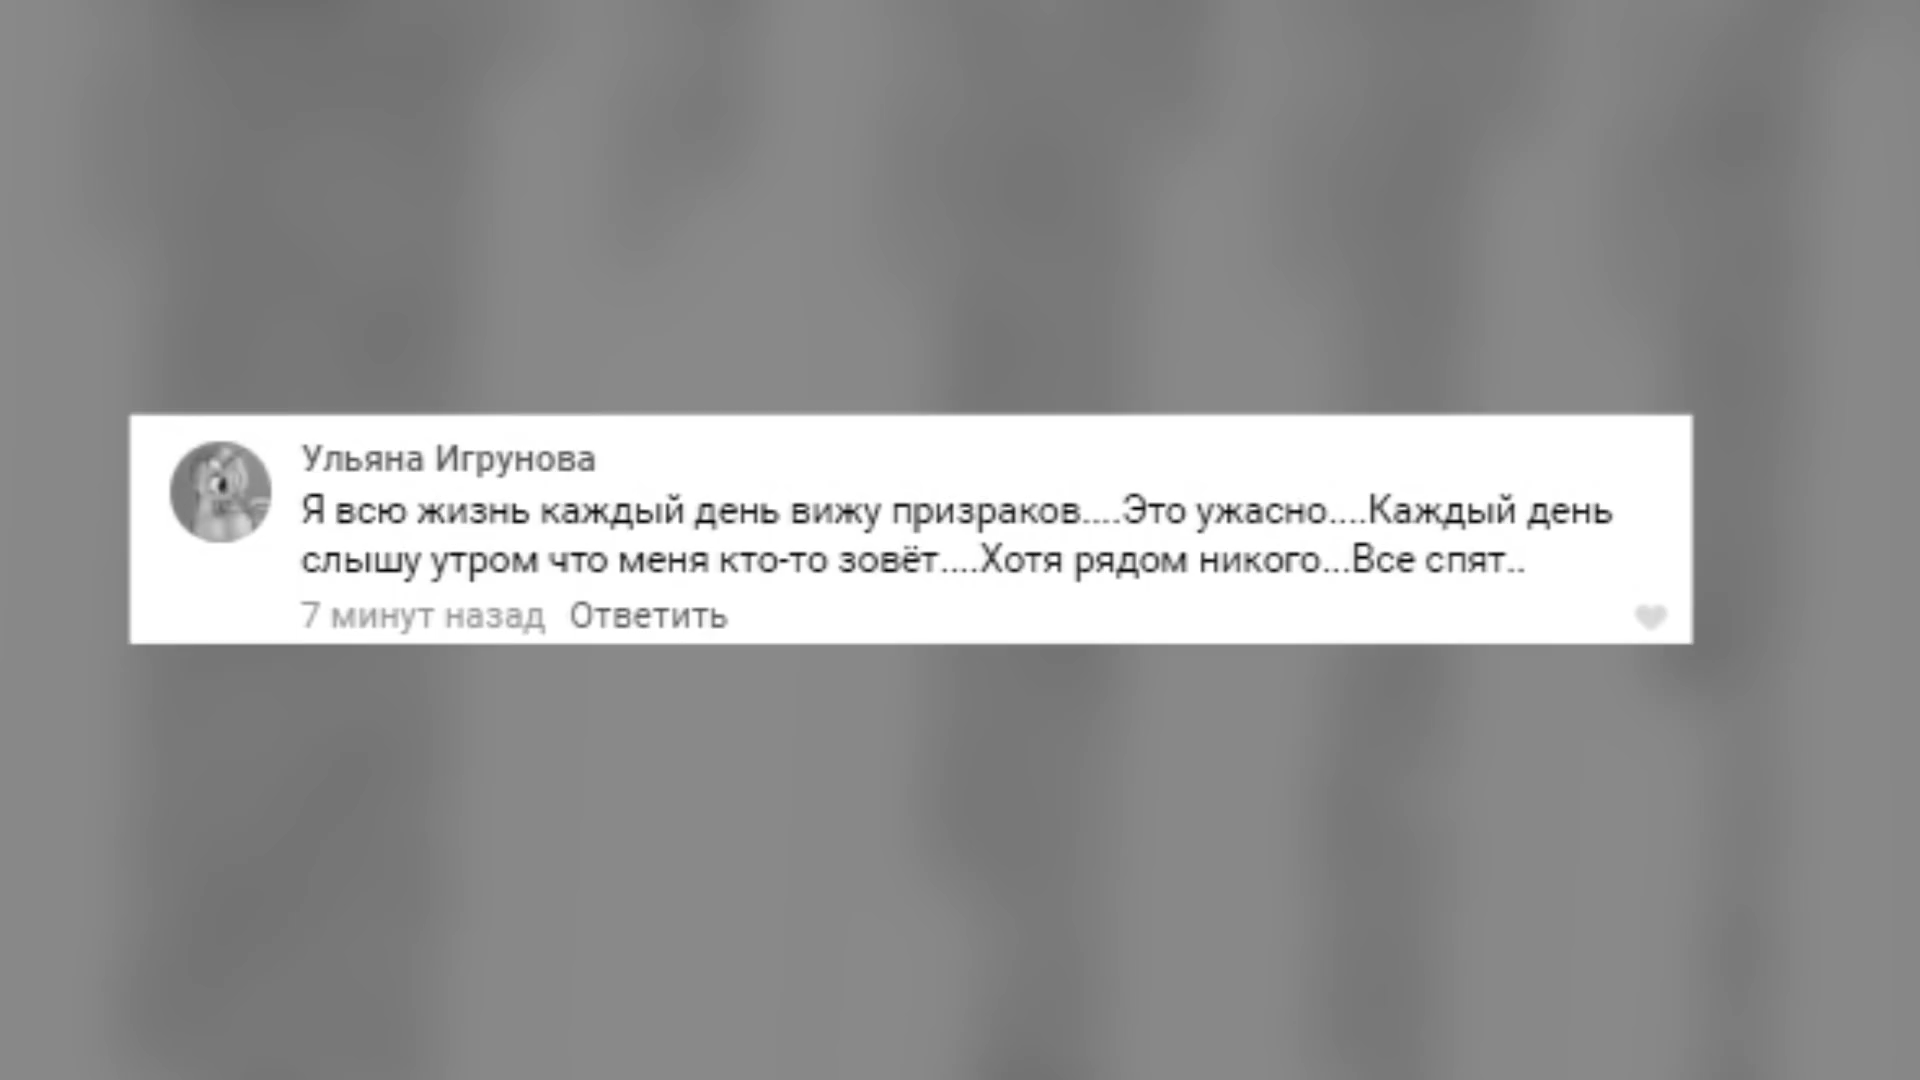 Ульяна Игрунова
Я всю жизнь каждый день вижу призраков....Это ужасно....Каждый день
слышу утром что меня кто-то зовёт....Хотя рядом никого...Все спят..
7 минут назад Ответить